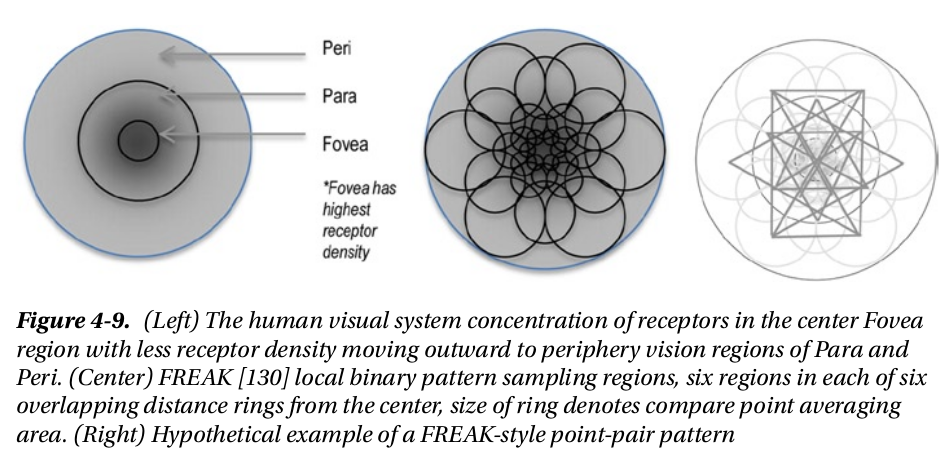 Peri
Para
Fovea
*Fovea has
highest
receptor
density
Figure 4-9. (Left) The human visual system concentration of receptors in the center Fovea
region with less receptor density moving outward to periphery vision regions of Para and
Peri. (Center) FREAK [130] local binary pattern sampling regions, six regions in each of six
overlapping distance rings from the center, size of ring denotes compare point averaging
area. (Right) Hypothetical example of a FREAK-style point-pair pattern